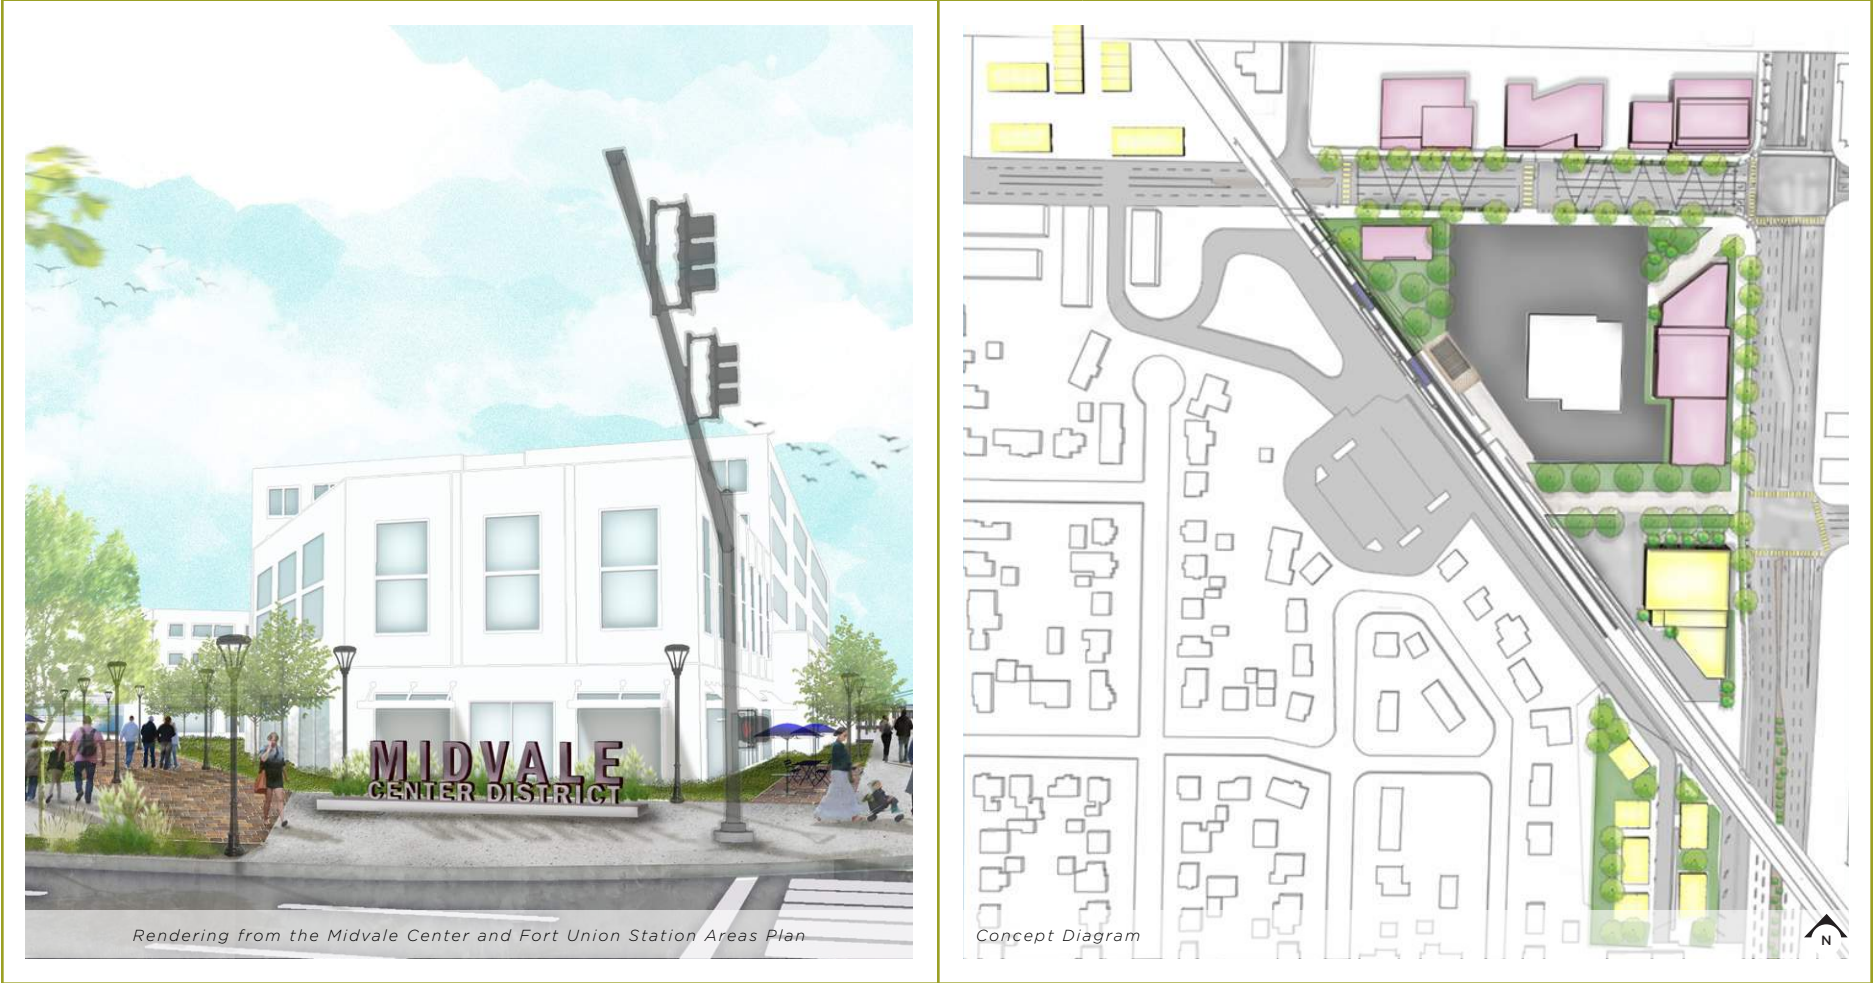 MIDVALE
CENTER DISTRICT
Rendering from the Midvale Center and Fort Union Station Areas Plan
Concept Diagram
N